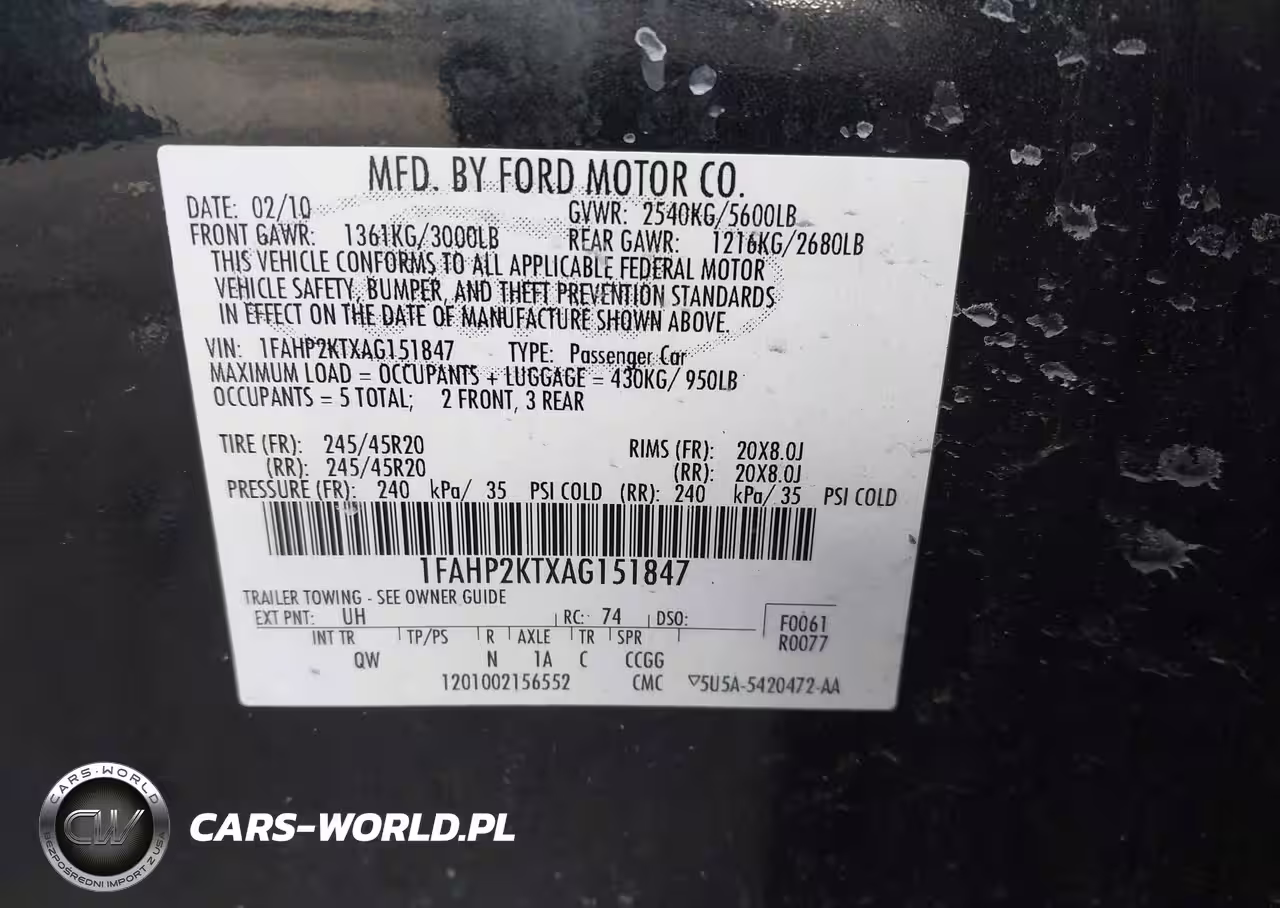 MFD. BY FORD MOTOR CO.
DATE: 02/10 GVWR: 2540KG/5600LB
FRONT GAWR: 1361KG/3000LB REAR GAWR: 1216KG/2680LB
THIS VEHICLE CONFORMS TO ALL APPLICABLE FEDERAL MOTOR
VEHICLE SAFETY, BUMPER, AND THEFT PREVENTION STANDARDS
IN EFFECT ON THE DATE OF MANUFACTURE SHOWN ABOVE.
VIN: 1FAHP2KTXAG151847 TYPE: Passenger Car
MAXIMUM LOAD = OCCUPANTS + LUGGAGE = 430KG/ 950LB
OCCUPANTS = 5 TOTAL; 2 FRONT, 3 REAR
TIRE (FR): 245/45R20 RIMS (FR): 20X8.0J
(RR): 245/45R20 (RR): 20X8.0J
PRESSURE (FR): 240 kPa/ 35 PSI COLD (RR): 240 kPa/ 35 PSI COLD
1FAHP2KTXAG151847
TRAILER TOWING - SEE OWNER GUIDE
EXT PNT: UH RC: 74 DSO: F0061
INT TR TP/PS R AXLE TR SPR R0077
QW N 1A C CCGG
1201002156552 CMC ▽5U5A-5420472-AA
CARS-WORLD
CW
BEZPOŚREDNI IMPORT Z USA
CARS-WORLD.PL